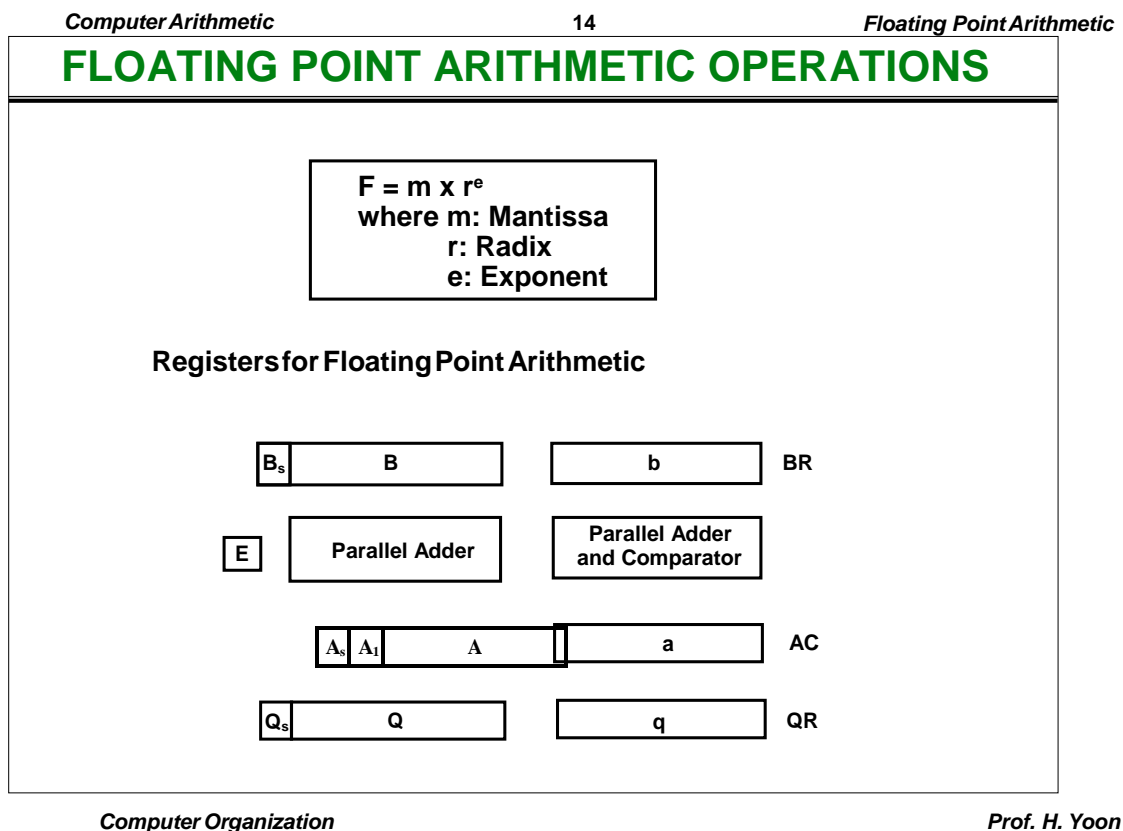 Computer Arithmetic 14 Floating Point Arithmetic
FLOATING POINT ARITHMETIC OPERATIONS
F = m x rᵉ
where m: Mantissa
r: Radix
e: Exponent
Registers for Floating Point Arithmetic
Bₛ B b BR
E Parallel Adder Parallel Adder
and Comparator
Aₛ A₁ A a AC
Qₛ Q q QR
Computer Organization Prof. H. Yoon